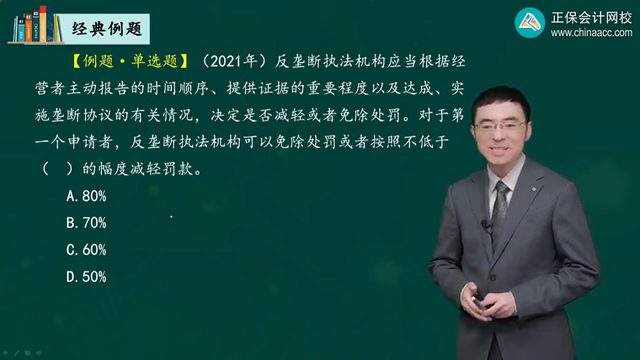 经典例题
正保会计网校
www.chinaacc.com
【例题·单选题】（2021年）反垄断执法机构应当根据经
营者主动报告的时间顺序、提供证据的重要程度以及达成、实
施垄断协议的有关情况，决定是否减轻或者免除处罚。对于第
一个申请者，反垄断执法机构可以免除处罚或者按照不低于
（　）的幅度减轻罚款。
A.80%
B.70%
C.60%
D.50%